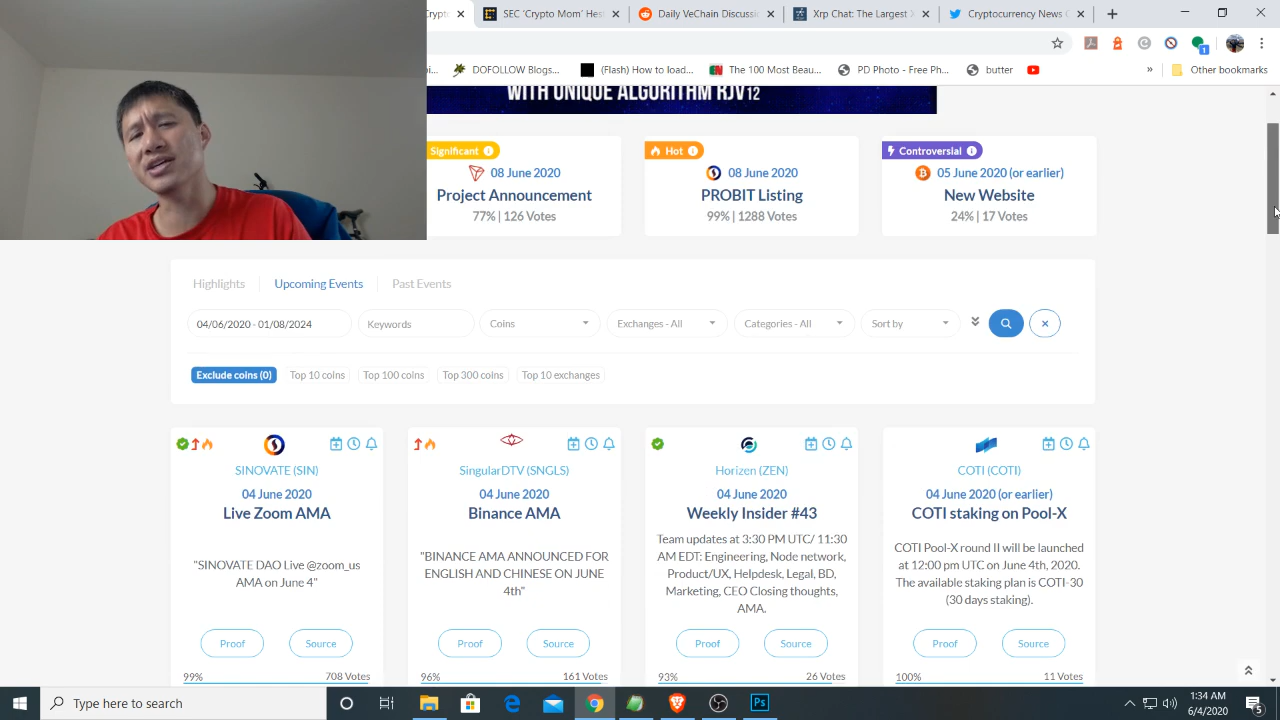 Crypto
SEC 'Crypto Mom' Hes
Daily VeChain Discussion
Xrp Chat: The Largest X
Cryptocurrency News C
DOFOLLOW Blogs...
(Flash) How to load...
The 100 Most Beau...
PD Photo - Free Ph...
butter
»
Other bookmarks
WITH UNIQUE ALGORITHM RJV12
Significant
08 June 2020
Project Announcement
77% | 126 Votes
Hot
08 June 2020
PROBIT Listing
99% | 1288 Votes
Controversial
05 June 2020 (or earlier)
New Website
24% | 17 Votes
Highlights
Upcoming Events
Past Events
04/06/2020 - 01/08/2024
Keywords
Coins
Exchanges - All
Categories - All
Sort by
Exclude coins (0)
Top 10 coins
Top 100 coins
Top 300 coins
Top 10 exchanges
SINOVATE (SIN)
04 June 2020
Live Zoom AMA
"SINOVATE DAO Live @zoom_us
AMA on June 4"
Proof
Source
99%
708 Votes
SingularDTV (SNGLS)
04 June 2020
Binance AMA
"BINANCE AMA ANNOUNCED FOR
ENGLISH AND CHINESE ON JUNE
4th"
Proof
Source
96%
161 Votes
Horizen (ZEN)
04 June 2020
Weekly Insider #43
Team updates at 3:30 PM UTC/ 11:30
AM EDT: Engineering, Node network,
Product/UX, Helpdesk, Legal, BD,
Marketing, CEO Closing thoughts,
AMA.
Proof
Source
93%
26 Votes
COTI (COTI)
04 June 2020 (or earlier)
COTI staking on Pool-X
COTI Pool-X round II will be launched
at 12:00 pm UTC on June 4th, 2020.
The available staking plan is COTI-30
(30 days staking).
Proof
Source
100%
11 Votes
Type here to search
1:34 AM
6/4/2020
5